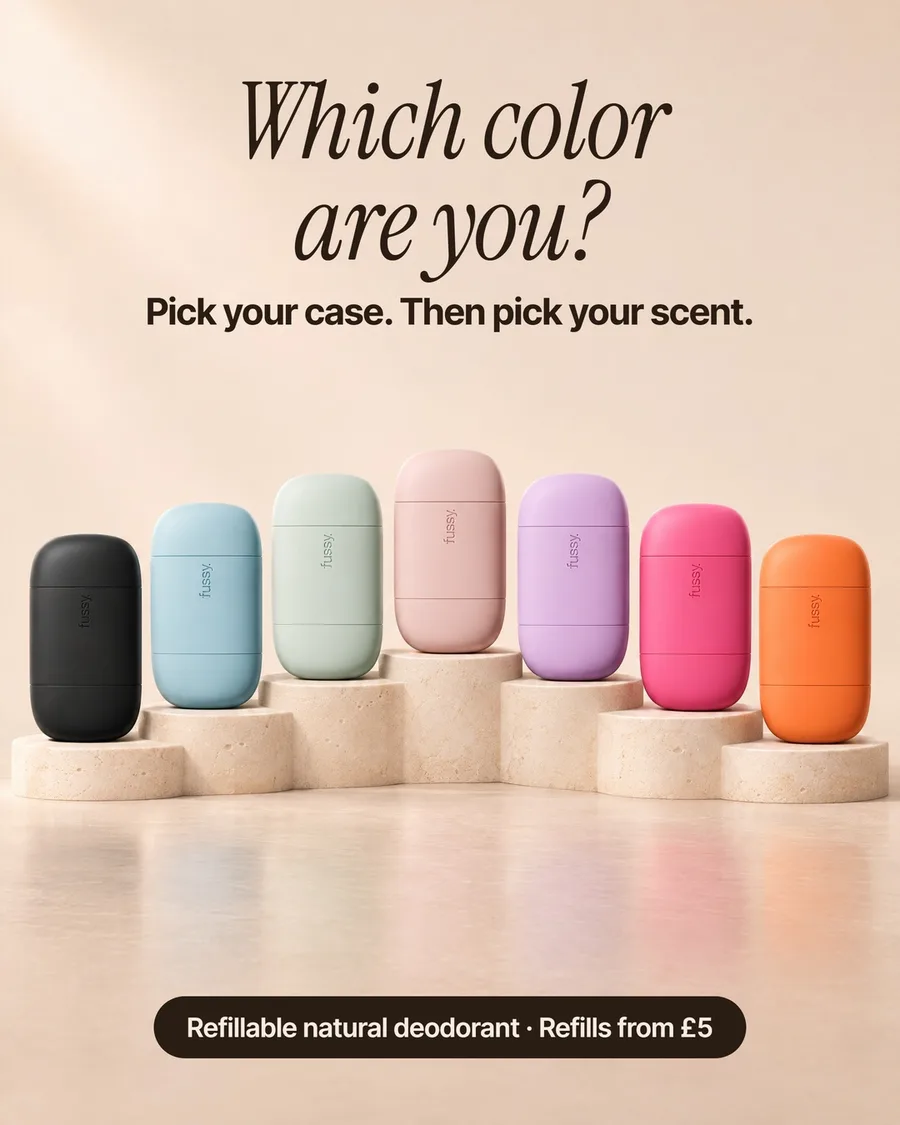 Which color
are you?
Pick your case. Then pick your scent.
fussy.
fussy.
fussy.
fussy.
fussy.
fussy.
fussy.
Refillable natural deodorant · Refills from £5